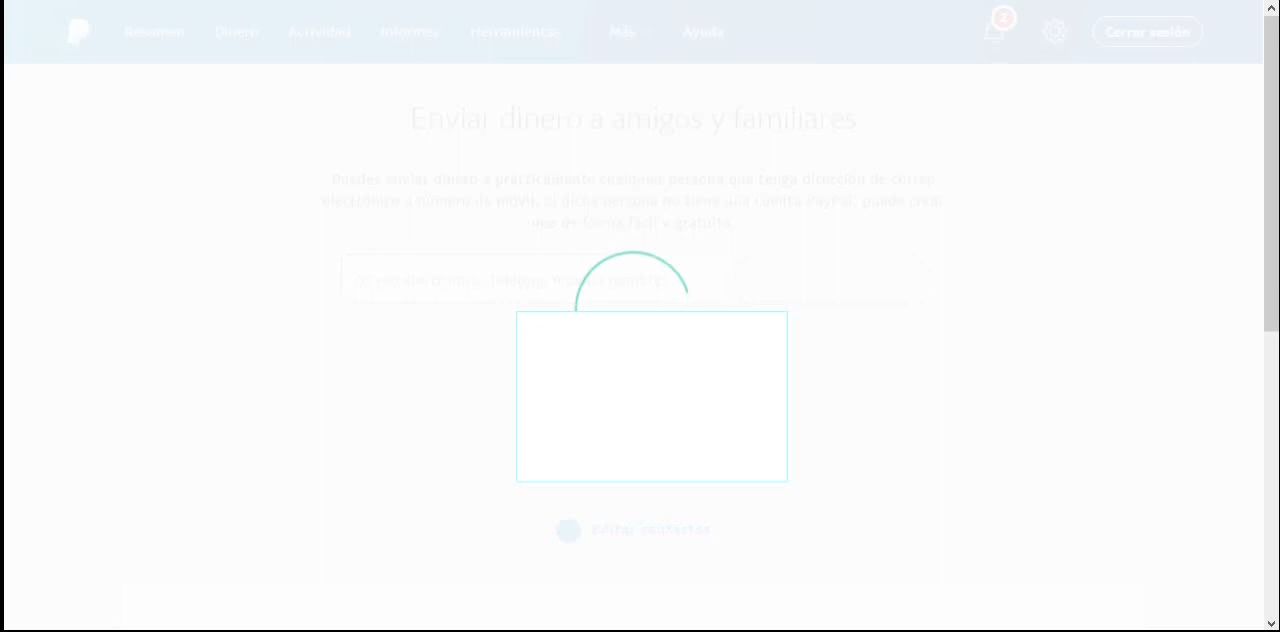 Resumen Dinero Actividad Informes Herramientas Más Ayuda 2 Cerrar sesión
Enviar dinero a amigos y familiares
Puedes enviar dinero a prácticamente cualquier persona que tenga dirección de correo
electrónico o número de móvil. Si dicha persona no tiene una cuenta PayPal, puede crear
una de forma fácil y gratuita.
Editar contactos